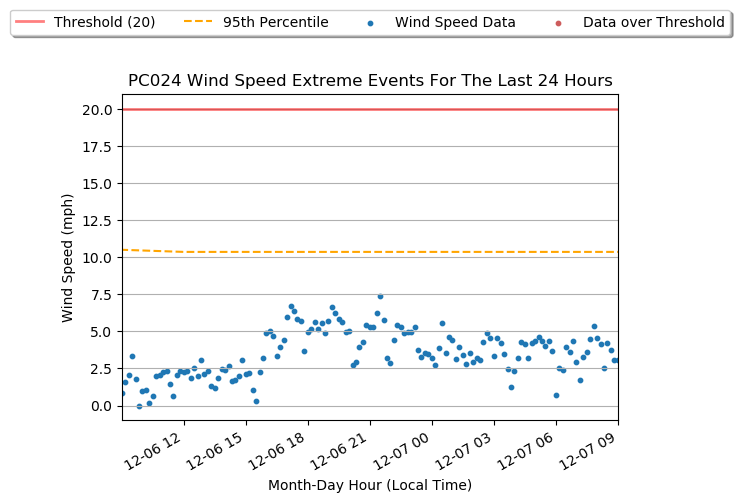 Threshold (20) 95th Percentile Wind Speed Data Data over Threshold
PC024 Wind Speed Extreme Events For The Last 24 Hours
20.0
17.5
15.0
12.5
10.0
7.5
5.0
2.5
0.0
Wind Speed (mph)
12-06 12 12-06 15 12-06 18 12-06 21 12-07 00 12-07 03 12-07 06 12-07 09
Month-Day Hour (Local Time)